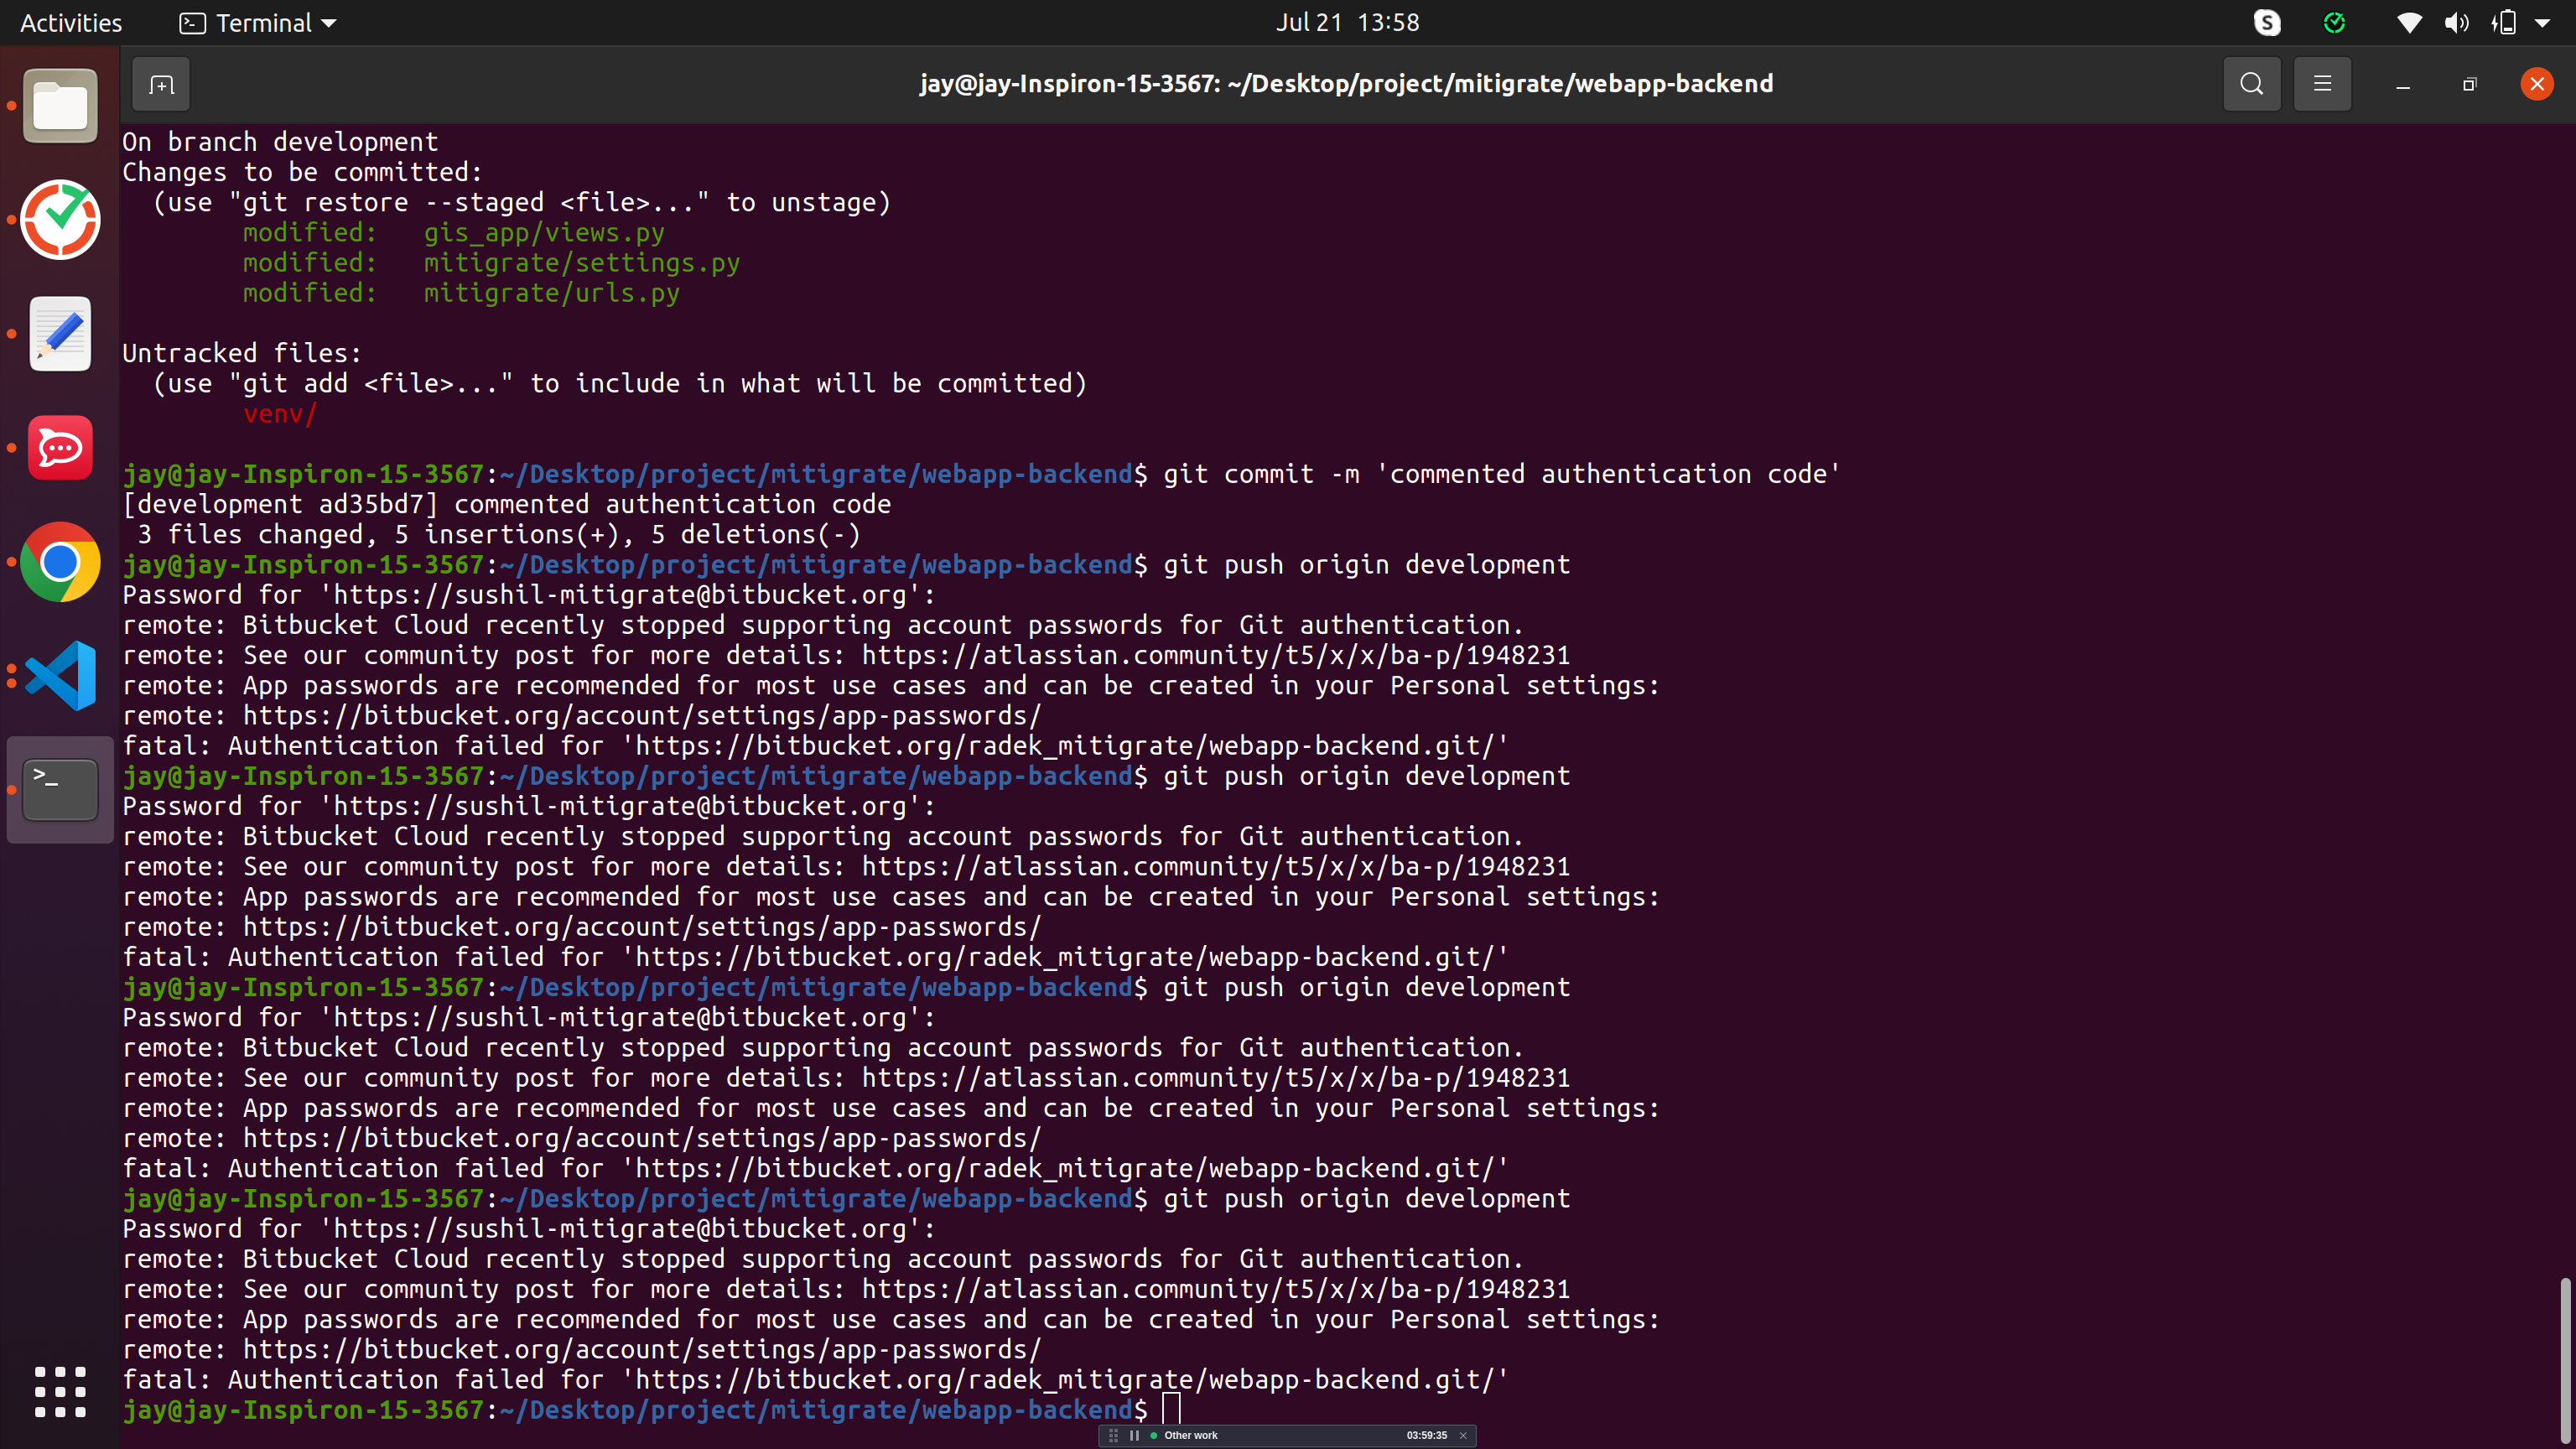 Activities
Terminal
Jul 21 13:58
S
jay@jay-Inspiron-15-3567: ~/Desktop/project/mitigrate/webapp-backend
On branch development
Changes to be committed:
(use "git restore --staged <file>..." to unstage)
modified: gis_app/views.py
modified: mitigrate/settings.py
modified: mitigrate/urls.py
Untracked files:
(use "git add <file>..." to include in what will be committed)
venv/
jay@jay-Inspiron-15-3567:~/Desktop/project/mitigrate/webapp-backend$ git commit -m 'commented authentication code'
[development ad35bd7] commented authentication code
3 files changed, 5 insertions(+), 5 deletions(-)
jay@jay-Inspiron-15-3567:~/Desktop/project/mitigrate/webapp-backend$ git push origin development
Password for 'https://sushil-mitigrate@bitbucket.org':
remote: Bitbucket Cloud recently stopped supporting account passwords for Git authentication.
remote: See our community post for more details: https://atlassian.community/t5/x/x/ba-p/1948231
remote: App passwords are recommended for most use cases and can be created in your Personal settings:
remote: https://bitbucket.org/account/settings/app-passwords/
fatal: Authentication failed for 'https://bitbucket.org/radek_mitigrate/webapp-backend.git/'
jay@jay-Inspiron-15-3567:~/Desktop/project/mitigrate/webapp-backend$ git push origin development
Password for 'https://sushil-mitigrate@bitbucket.org':
remote: Bitbucket Cloud recently stopped supporting account passwords for Git authentication.
remote: See our community post for more details: https://atlassian.community/t5/x/x/ba-p/1948231
remote: App passwords are recommended for most use cases and can be created in your Personal settings:
remote: https://bitbucket.org/account/settings/app-passwords/
fatal: Authentication failed for 'https://bitbucket.org/radek_mitigrate/webapp-backend.git/'
jay@jay-Inspiron-15-3567:~/Desktop/project/mitigrate/webapp-backend$ git push origin development
Password for 'https://sushil-mitigrate@bitbucket.org':
remote: Bitbucket Cloud recently stopped supporting account passwords for Git authentication.
remote: See our community post for more details: https://atlassian.community/t5/x/x/ba-p/1948231
remote: App passwords are recommended for most use cases and can be created in your Personal settings:
remote: https://bitbucket.org/account/settings/app-passwords/
fatal: Authentication failed for 'https://bitbucket.org/radek_mitigrate/webapp-backend.git/'
jay@jay-Inspiron-15-3567:~/Desktop/project/mitigrate/webapp-backend$ git push origin development
Password for 'https://sushil-mitigrate@bitbucket.org':
remote: Bitbucket Cloud recently stopped supporting account passwords for Git authentication.
remote: See our community post for more details: https://atlassian.community/t5/x/x/ba-p/1948231
remote: App passwords are recommended for most use cases and can be created in your Personal settings:
remote: https://bitbucket.org/account/settings/app-passwords/
fatal: Authentication failed for 'https://bitbucket.org/radek_mitigrate/webapp-backend.git/'
jay@jay-Inspiron-15-3567:~/Desktop/project/mitigrate/webapp-backend$
Other work 03:59:35